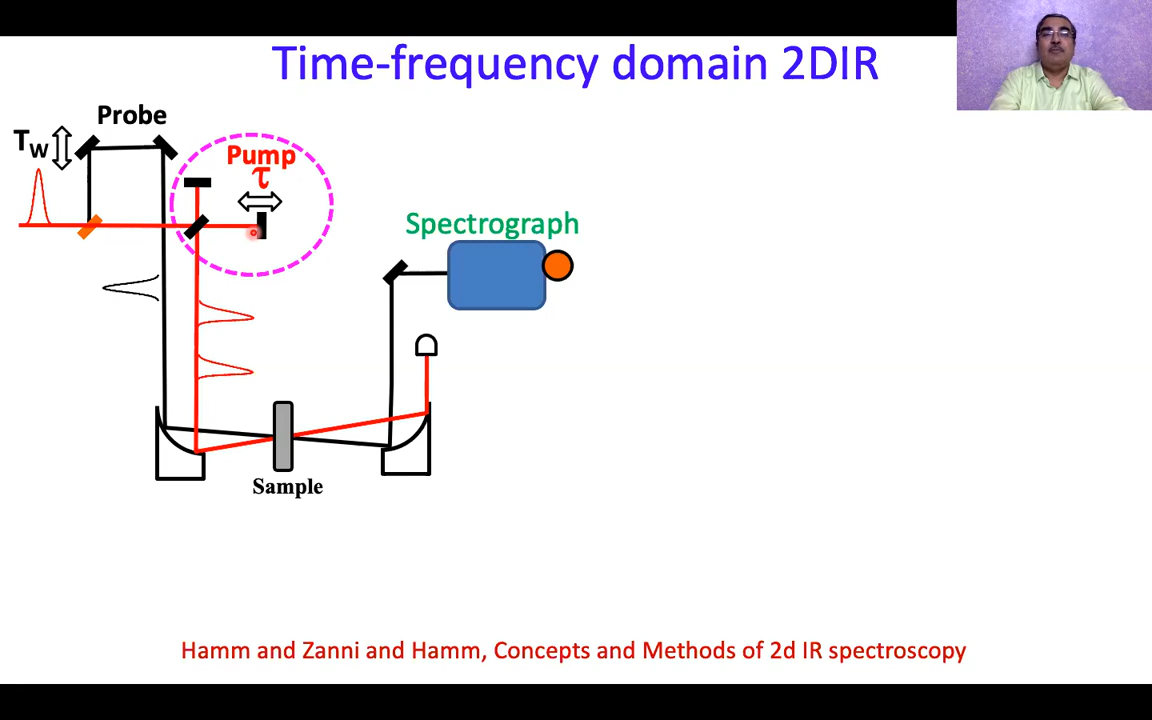 Time-frequency domain 2DIR
Probe
Tw
Pump
τ
Spectrograph
Sample
Hamm and Zanni and Hamm, Concepts and Methods of 2d IR spectroscopy